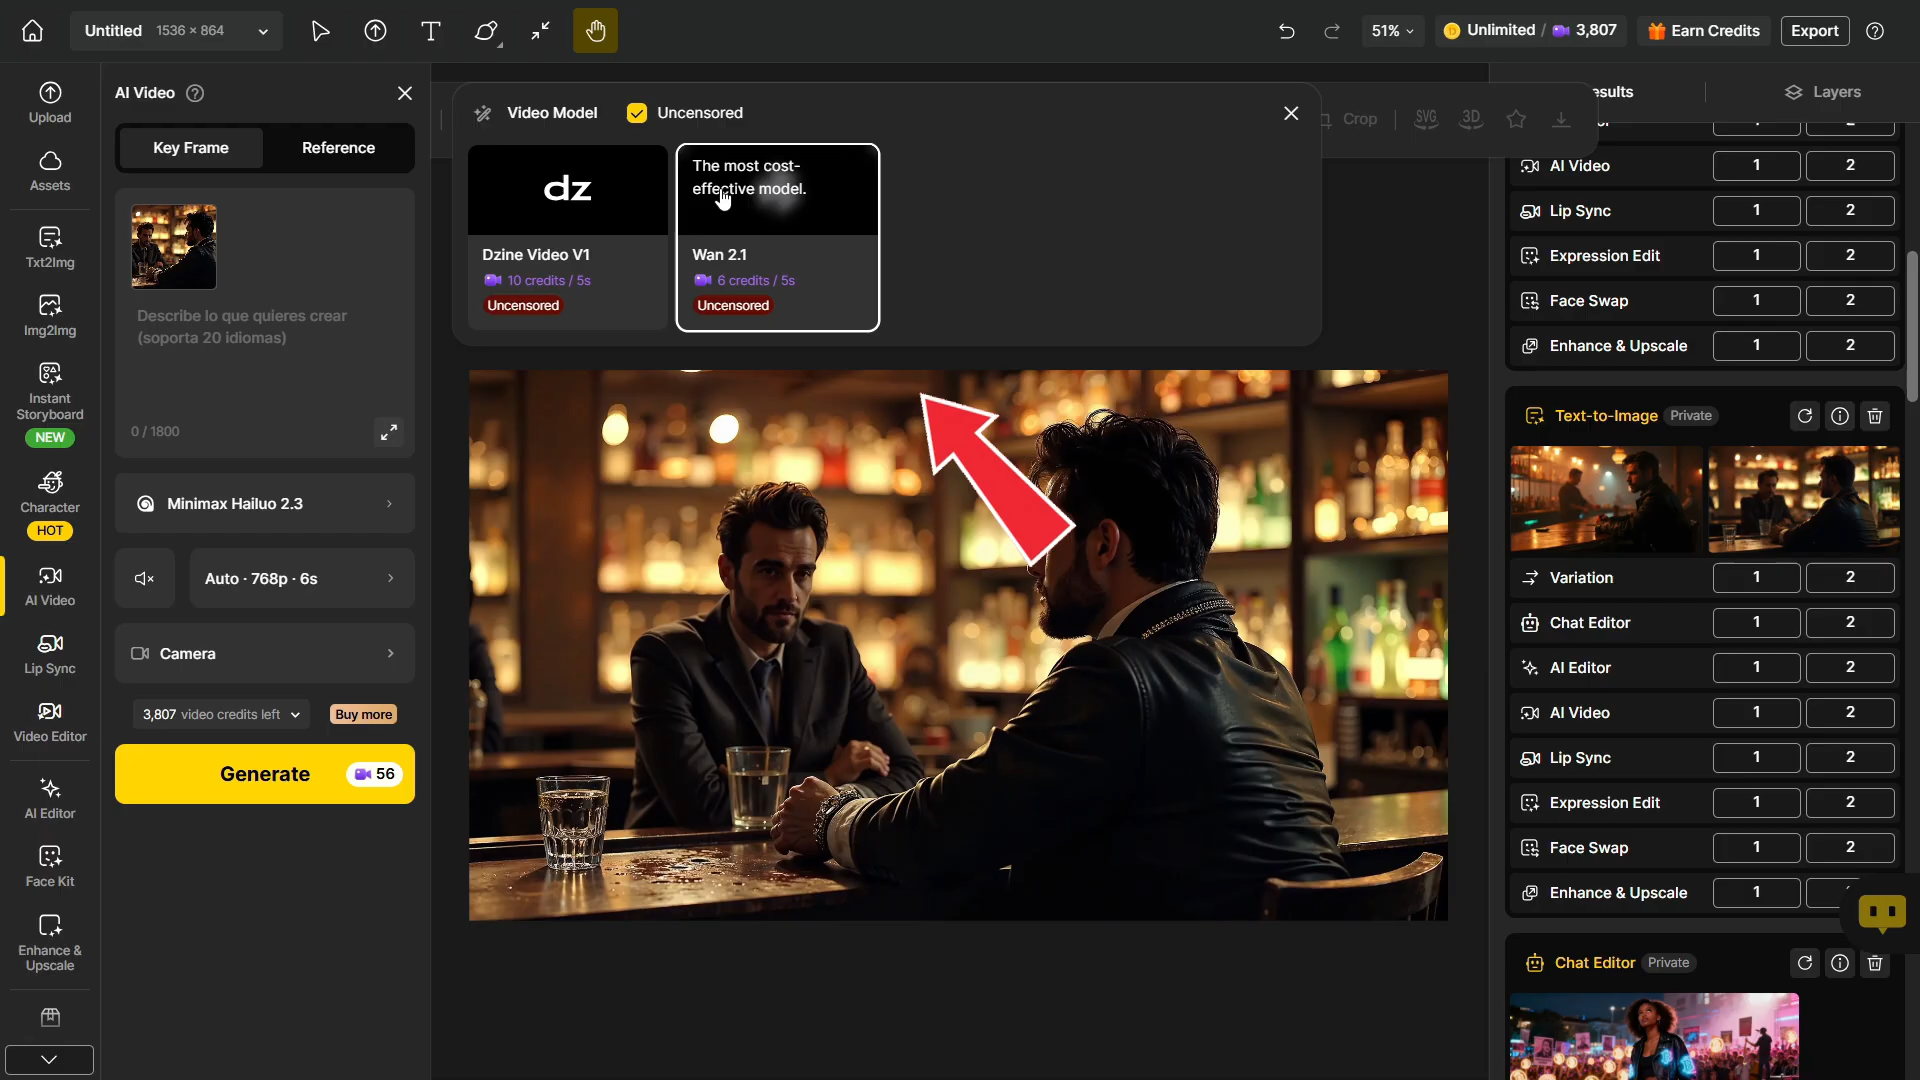 Untitled 1536 × 864
51%
Unlimited / 3,807
Earn Credits
Export
Upload
Assets
Txt2Img
Img2Img
Instant
Storyboard
NEW
Character
HOT
AI Video
Lip Sync
Video Editor
AI Editor
Face Kit
Enhance &
Upscale
AI Video
Key Frame
Reference
Describe lo que quieres crear
(soporta 20 idiomas)
0 / 1800
Minimax Hailuo 2.3
Auto · 768p · 6s
Camera
3,807 video credits left
Buy more
Generate 56
Video Model
Uncensored
dz
Dzine Video V1
10 credits / 5s
Uncensored
The most cost-
effective model.
Wan 2.1
6 credits / 5s
Uncensored
Crop
SVG
3D
esults
Layers
AI Video 1 2
Lip Sync 1 2
Expression Edit 1 2
Face Swap 1 2
Enhance & Upscale 1 2
Text-to-Image Private
Variation 1 2
Chat Editor 1 2
AI Editor 1 2
AI Video 1 2
Lip Sync 1 2
Expression Edit 1 2
Face Swap 1 2
Enhance & Upscale 1
Chat Editor Private